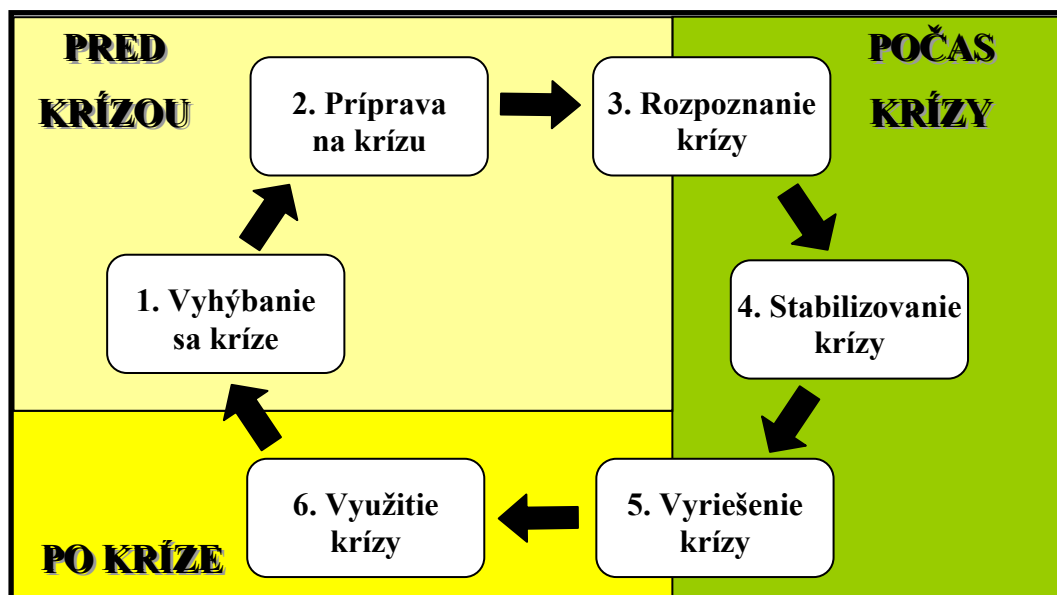 PRED
KRÍZOU
POČAS
KRÍZY
2. Príprava
na krízu
3. Rozpoznanie
krízy
1. Vyhýbanie
sa kríze
4. Stabilizovanie
krízy
6. Využitie
krízy
5. Vyriešenie
krízy
PO KRÍZE